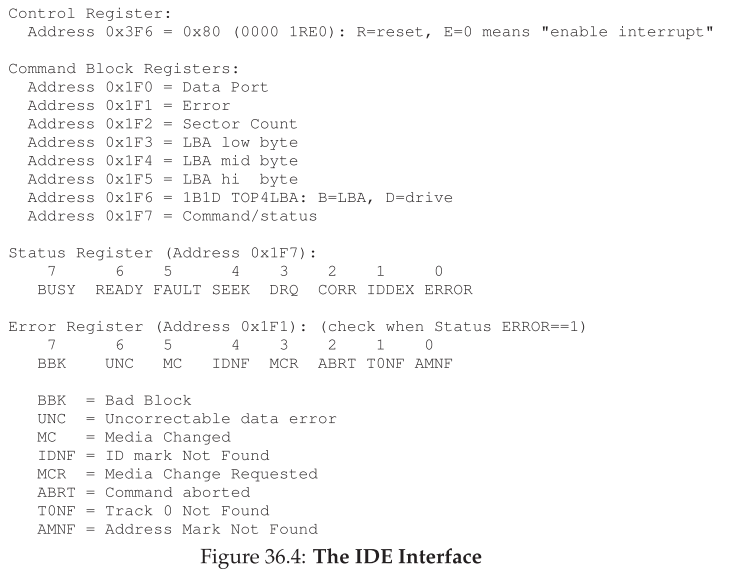 Control Register:
Address 0x3F6 = 0x80 (0000 1RE0): R=reset, E=0 means "enable interrupt"
Command Block Registers:
Address 0x1F0 = Data Port
Address 0x1F1 = Error
Address 0x1F2 = Sector Count
Address 0x1F3 = LBA low byte
Address 0x1F4 = LBA mid byte
Address 0x1F5 = LBA hi  byte
Address 0x1F6 = 1B1D TOP4LBA: B=LBA, D=drive
Address 0x1F7 = Command/status
Status Register (Address 0x1F7):
7 6 5 4 3 2 1 0
BUSY READY FAULT SEEK DRQ CORR IDDEX ERROR
Error Register (Address 0x1F1): (check when Status ERROR==1)
7 6 5 4 3 2 1 0
BBK UNC MC IDNF MCR ABRT T0NF AMNF
BBK = Bad Block
UNC = Uncorrectable data error
MC = Media Changed
IDNF = ID mark Not Found
MCR = Media Change Requested
ABRT = Command aborted
T0NF = Track 0 Not Found
AMNF = Address Mark Not Found
Figure 36.4: The IDE Interface